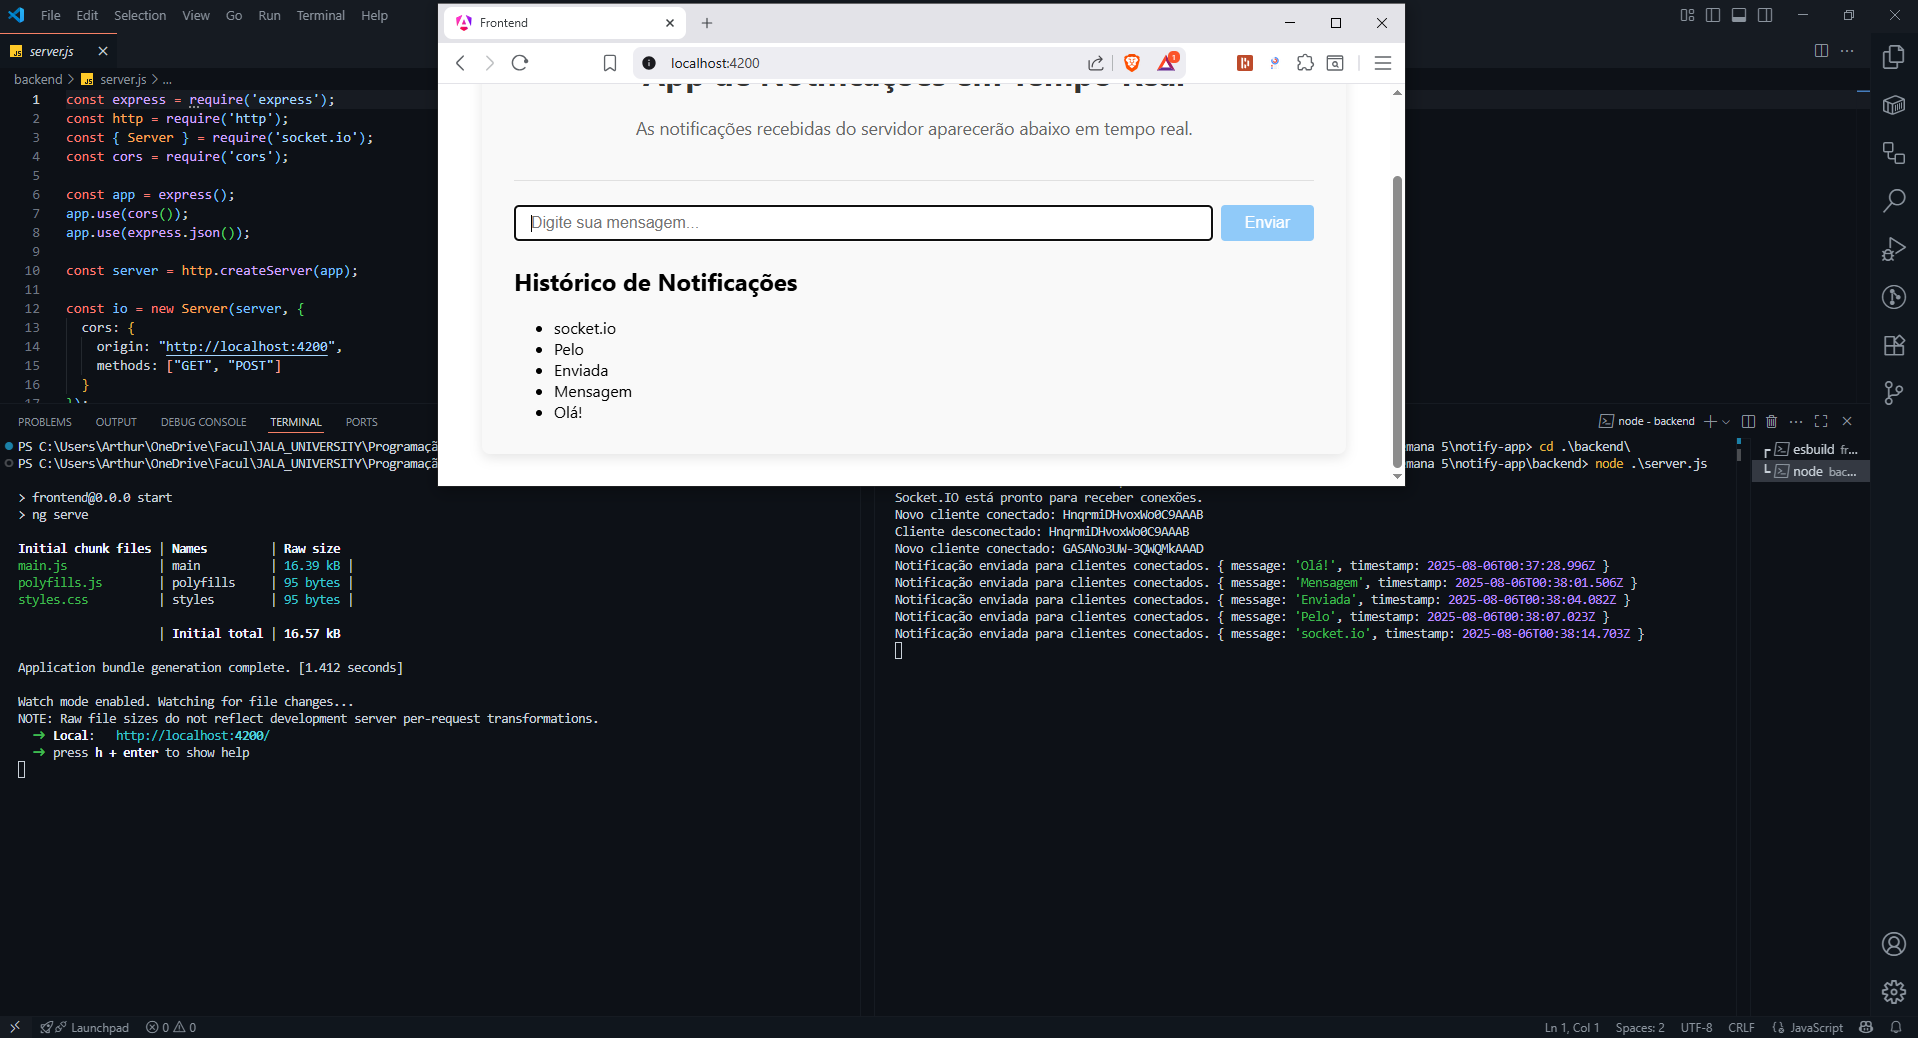 File Edit Selection View Go Run Terminal Help
server.js
backend > server.js > ...
1 const express = require('express');
2 const http = require('http');
3 const { Server } = require('socket.io');
4 const cors = require('cors');
5
6 const app = express();
7 app.use(cors());
8 app.use(express.json());
9
10 const server = http.createServer(app);
11
12 const io = new Server(server, {
13 cors: {
14 origin: "http://localhost:4200",
15 methods: ["GET", "POST"]
16 }
17 });
Frontend
localhost:4200
1
App de Notificações em Tempo Real
As notificações recebidas do servidor aparecerão abaixo em tempo real.
Digite sua mensagem...
Enviar
Histórico de Notificações
socket.io
Pelo
Enviada
Mensagem
Olá!
PROBLEMS OUTPUT DEBUG CONSOLE TERMINAL PORTS
node - backend
PS C:\Users\Arthur\OneDrive\Facul\JALA_UNIVERSITY\Programaçã
PS C:\Users\Arthur\OneDrive\Facul\JALA_UNIVERSITY\Programaçã
> frontend@0.0.0 start
> ng serve
Initial chunk files | Names | Raw size
main.js | main | 16.39 kB |
polyfills.js | polyfills | 95 bytes |
styles.css | styles | 95 bytes |
| Initial total | 16.57 kB
Application bundle generation complete. [1.412 seconds]
Watch mode enabled. Watching for file changes...
NOTE: Raw file sizes do not reflect development server per-request transformations.
➜ Local: http://localhost:4200/
➜ press h + enter to show help
mana 5\notify-app> cd .\backend\
mana 5\notify-app\backend> node .\server.js
Socket.IO está pronto para receber conexões.
Novo cliente conectado: HnqrmiDHvoxWo0C9AAAB
Cliente desconectado: HnqrmiDHvoxWo0C9AAAB
Novo cliente conectado: GASANo3UW-3QWQMkAAAD
Notificação enviada para clientes conectados. { message: 'Olá!', timestamp: 2025-08-06T00:37:28.996Z }
Notificação enviada para clientes conectados. { message: 'Mensagem', timestamp: 2025-08-06T00:38:01.506Z }
Notificação enviada para clientes conectados. { message: 'Enviada', timestamp: 2025-08-06T00:38:04.082Z }
Notificação enviada para clientes conectados. { message: 'Pelo', timestamp: 2025-08-06T00:38:07.023Z }
Notificação enviada para clientes conectados. { message: 'socket.io', timestamp: 2025-08-06T00:38:14.703Z }
esbuild fr...
node bac...
Launchpad 0 0
Ln 1, Col 1 Spaces: 2 UTF-8 CRLF JavaScript